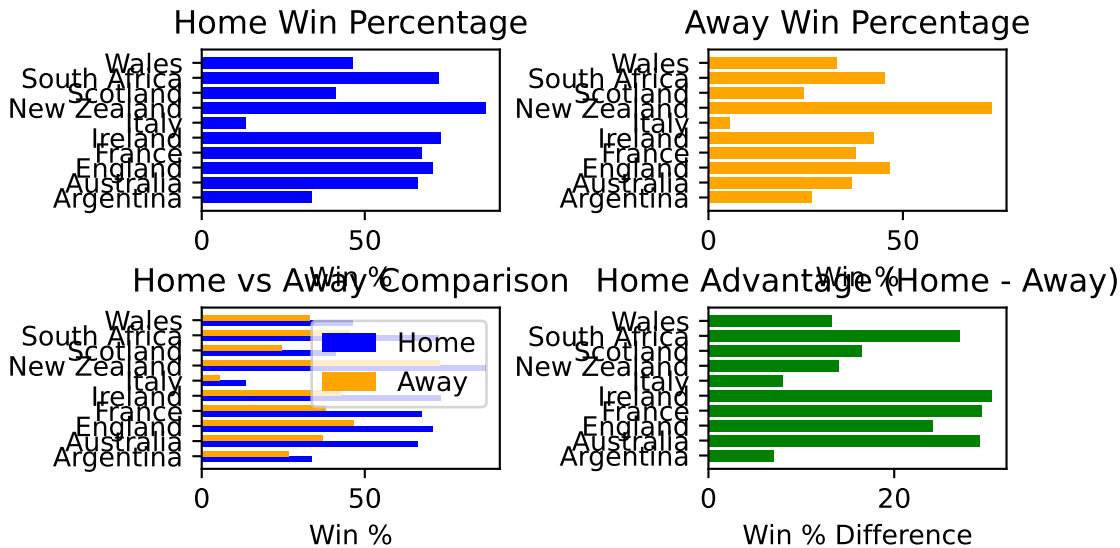 Home Win Percentage
Wales
South Africa
Scotland
New Zealand
Italy
Ireland
France
England
Australia
Argentina
0 50
Win %
Away Win Percentage
Wales
South Africa
Scotland
New Zealand
Italy
Ireland
France
England
Australia
Argentina
0 50
Win %
Home vs Away Comparison
Wales
South Africa
Scotland
New Zealand
Italy
Ireland
France
England
Australia
Argentina
Home
Away
0 50
Win %
Home Advantage (Home - Away)
Wales
South Africa
Scotland
New Zealand
Italy
Ireland
France
England
Australia
Argentina
0 20
Win % Difference